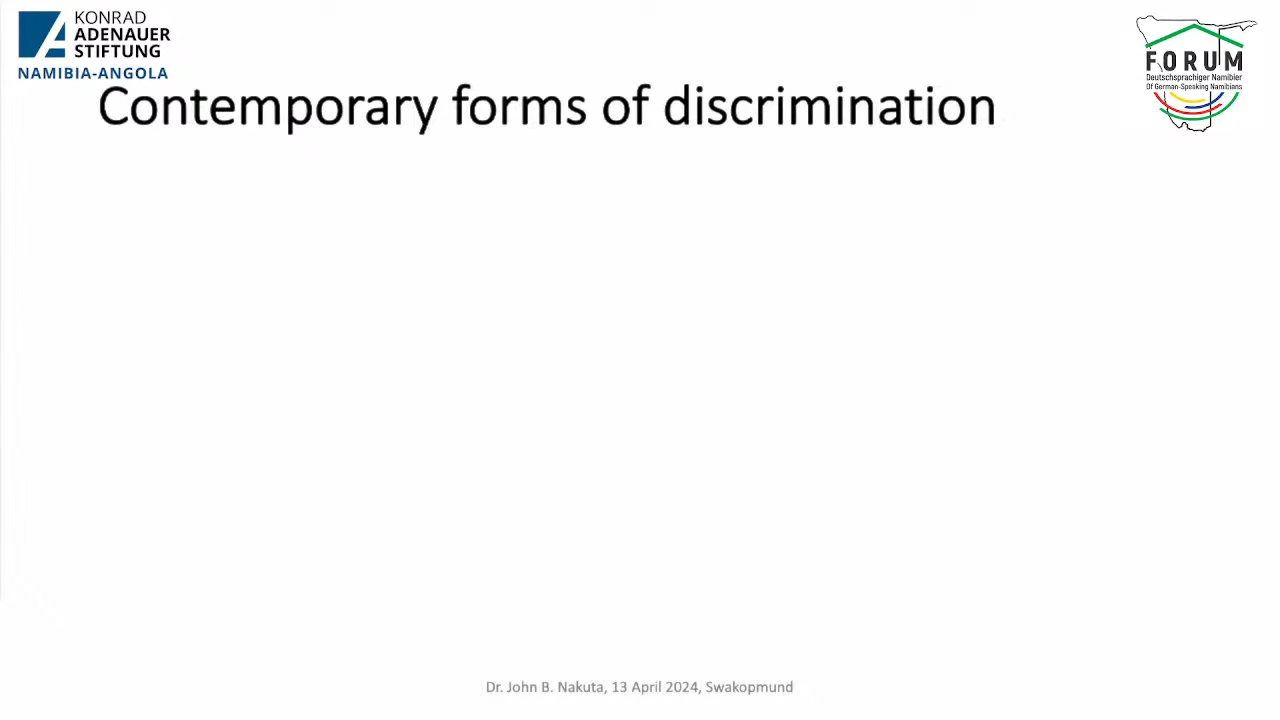 KONRAD
ADENAUER
STIFTUNG
NAMIBIA-ANGOLA
FORUM
Deutschsprachiger Namibier
Of German-Speaking Namibians
Contemporary forms of discrimination
Dr. John B. Nakuta, 13 April 2024, Swakopmund